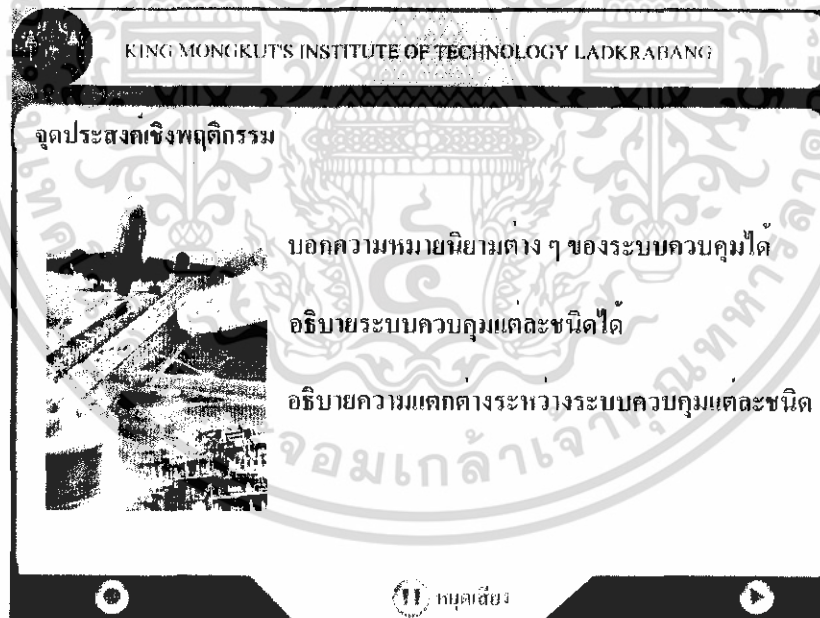 KING MONGKUT'S INSTITUTE OF TECHNOLOGY LADKRABANG
จุดประสงค์เชิงพฤติกรรม
บอกความหมายนิยามต่าง ๆ ของระบบควบคุมได้
อธิบายระบบควบคุมแต่ละชนิดได้
อธิบายความแตกต่างระหว่างระบบควบคุมแต่ละชนิด
หยุดเสียง